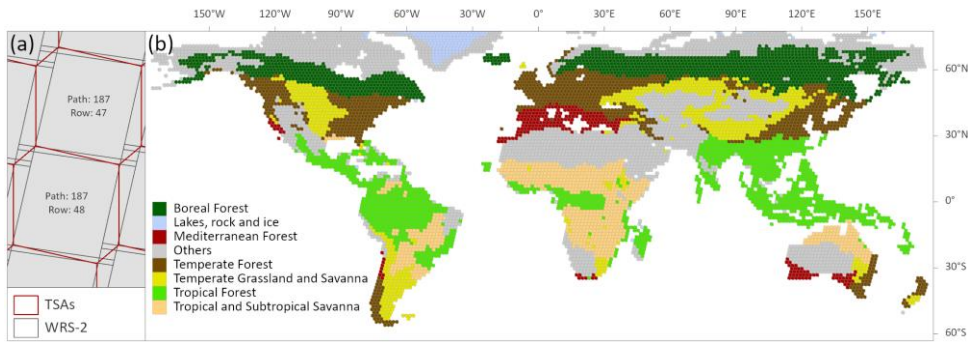 (a)
Path: 187
Row: 47
Path: 187
Row: 48
TSAs
WRS-2
(b)
150°W 120°W 90°W 60°W 30°W 0° 30°E 60°E 90°E 120°E 150°E
60°N
30°N
0°
30°S
60°S
Boreal Forest
Lakes, rock and ice
Mediterranean Forest
Others
Temperate Forest
Temperate Grassland and Savanna
Tropical Forest
Tropical and Subtropical Savanna